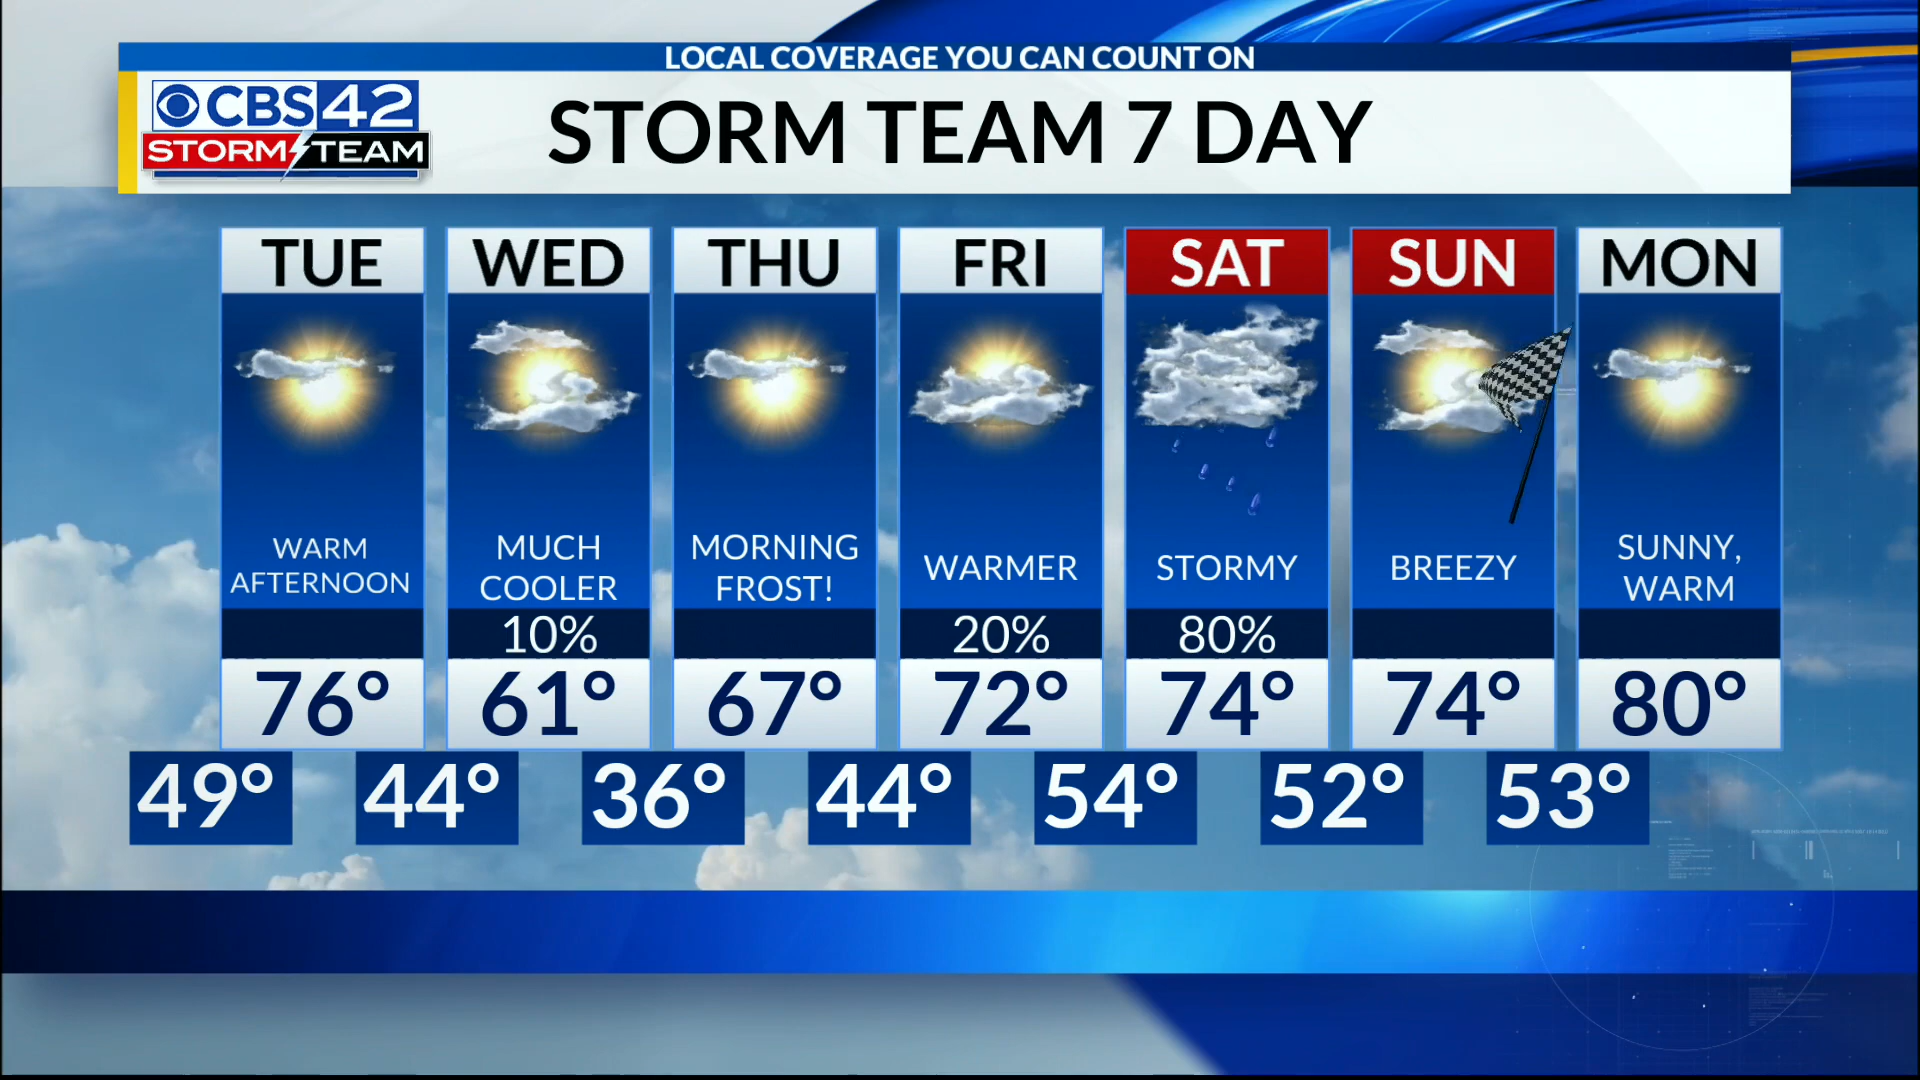 LOCAL COVERAGE YOU CAN COUNT ON
CBS 42
STORM TEAM
STORM TEAM 7 DAY
TUE WED THU FRI SAT SUN MON
WARM
AFTERNOON
MUCH
COOLER
MORNING
FROST!
WARMER
STORMY
BREEZY
SUNNY,
WARM
10% 20% 80%
76° 61° 67° 72° 74° 74° 80°
49° 44° 36° 44° 54° 52° 53°